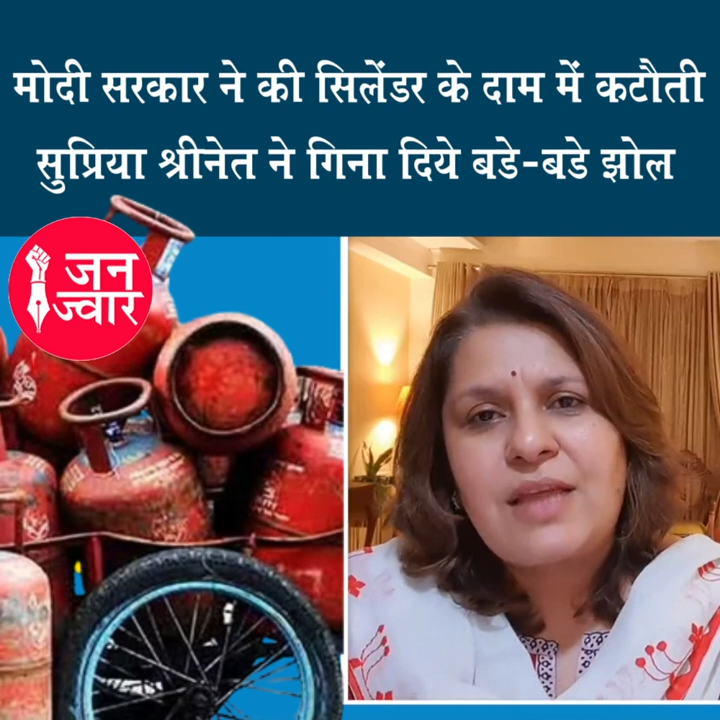 मोदी सरकार ने की सिलेंडर के दाम में कटौती
सुप्रिया श्रीनेत ने गिना दिये बडे-बडे झोल
जन
ज्वार